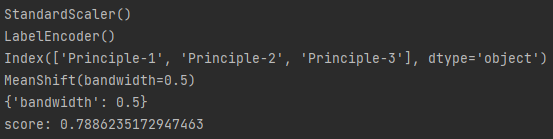 StandardScaler()
LabelEncoder()
Index(['Principle-1', 'Principle-2', 'Principle-3'], dtype='object')
MeanShift(bandwidth=0.5)
{'bandwidth': 0.5}
score: 0.7886235172947463